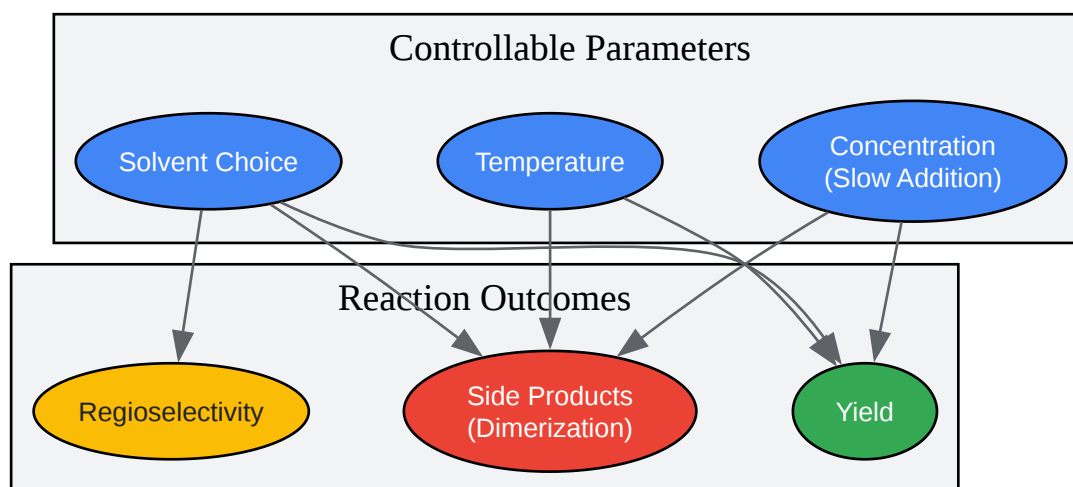 Controllable Parameters
Solvent Choice
Temperature
Concentration
(Slow Addition)
Reaction Outcomes
Regioselectivity
Side Products
(Dimerization)
Yield